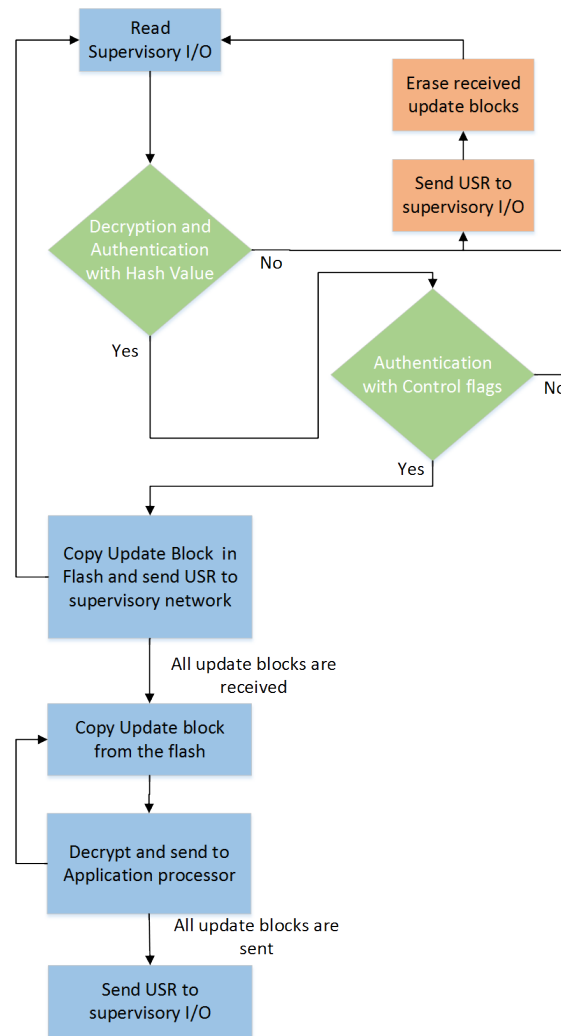 Read
Supervisory I/O
Erase received
update blocks
Send USR to
supervisory I/O
Decryption and
Authentication
with Hash Value
No
Yes
Authentication
with Control flags
No
Yes
Copy Update Block in
Flash and send USR to
supervisory network
All update blocks are
received
Copy Update block
from the flash
Decrypt and send to
Application processor
All update blocks are
sent
Send USR to
supervisory I/O